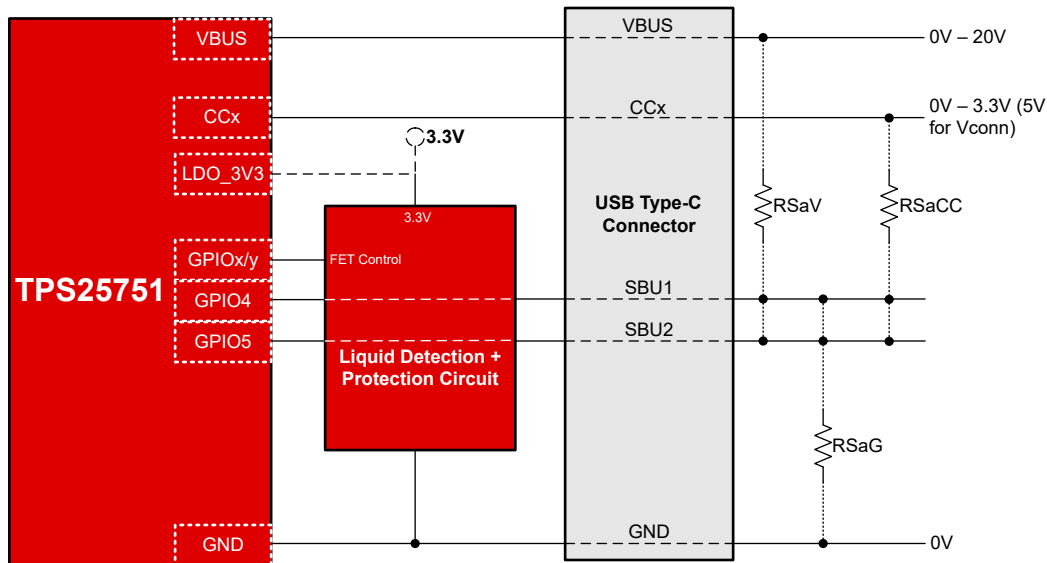 VBUS
VBUS
0V – 20V
CCx
CCx
0V – 3.3V (5V
for Vconn)
3.3V
LDO_3V3
3.3V
USB Type-C
Connector
RSaV
RSaCC
GPIOx/y
FET Control
TPS25751
GPIO4
SBU1
GPIO5
SBU2
Liquid Detection +
Protection Circuit
RSaG
GND
GND
0V